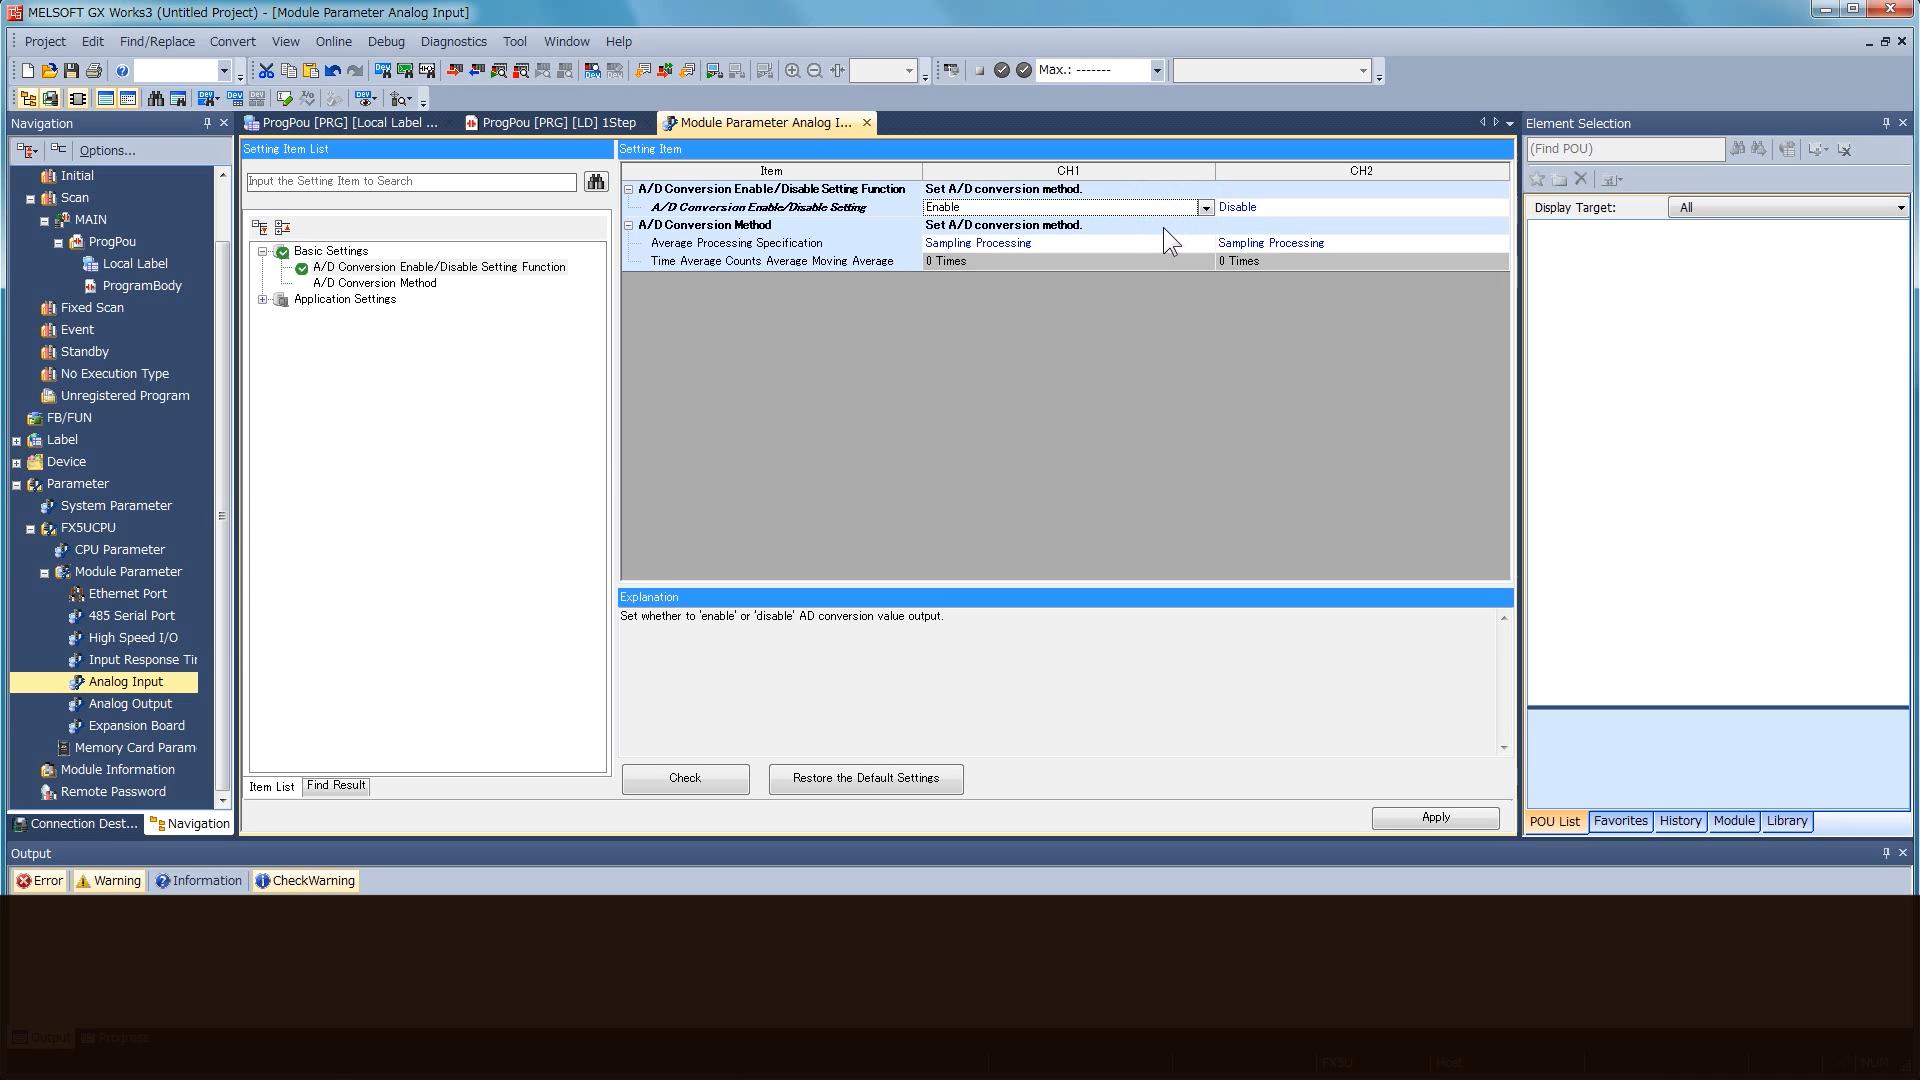 MELSOFT GX Works3 (Untitled Project) - [Module Parameter Analog Input]
Project Edit Find/Replace Convert View Online Debug Diagnostics Tool Window Help
Max.: -------
Navigation
Options...
Initial
Scan
MAIN
ProgPou
Local Label
ProgramBody
Fixed Scan
Event
Standby
No Execution Type
Unregistered Program
FB/FUN
Label
Device
Parameter
System Parameter
FX5UCPU
CPU Parameter
Module Parameter
Ethernet Port
485 Serial Port
High Speed I/O
Input Response Tir
Analog Input
Analog Output
Expansion Board
Memory Card Param
Module Information
Remote Password
Connection Dest... Navigation
ProgPou [PRG] [Local Label ... ProgPou [PRG] [LD] 1Step Module Parameter Analog I...
Setting Item List
Input the Setting Item to Search
Basic Settings
A/D Conversion Enable/Disable Setting Function
A/D Conversion Method
Application Settings
Item List Find Result
Setting Item
Item CH1 CH2
A/D Conversion Enable/Disable Setting Function Set A/D conversion method.
A/D Conversion Enable/Disable Setting Enable Disable
A/D Conversion Method Set A/D conversion method.
Average Processing Specification Sampling Processing Sampling Processing
Time Average Counts Average Moving Average 0 Times 0 Times
Explanation
Set whether to 'enable' or 'disable' AD conversion value output.
Check Restore the Default Settings
Apply
Element Selection
(Find POU)
Display Target: All
POU List Favorites History Module Library
Output
Error Warning Information CheckWarning
Output Progress
FX5U Host NUM